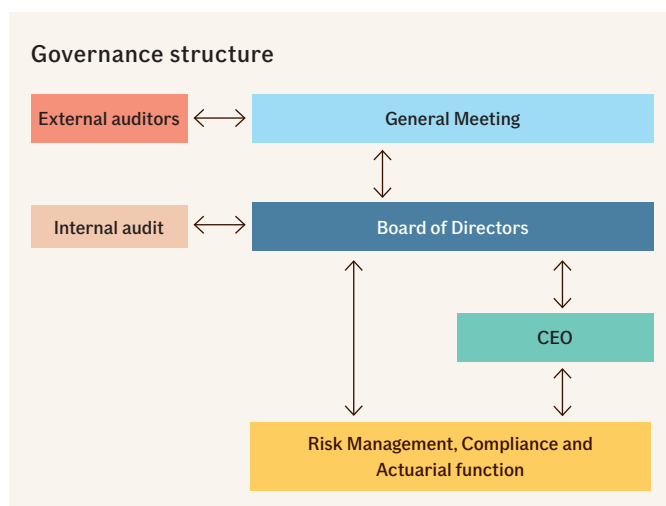 Governance structure
External auditors
General Meeting
Internal audit
Board of Directors
CEO
Risk Management, Compliance and
Actuarial function